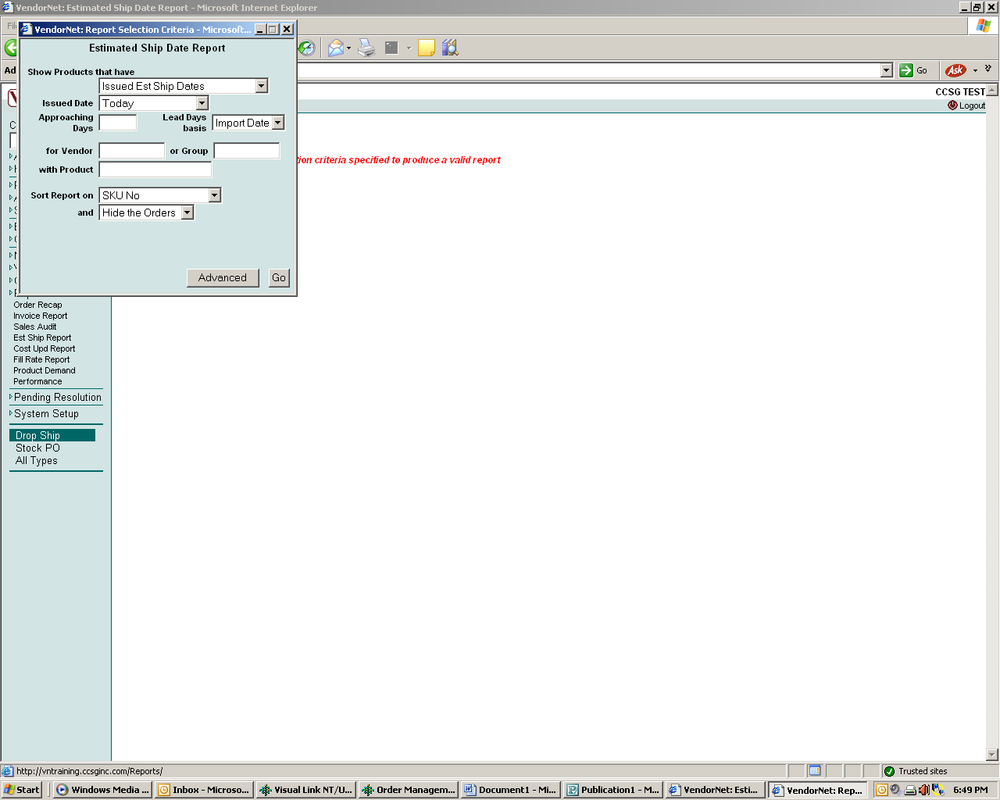 VendorNet: Estimated Ship Date Report - Microsoft Internet Explorer
VendorNet: Report Selection Criteria - Microsoft...
Estimated Ship Date Report
Show Products that have
Issued Est Ship Dates
Issued Date Today
Approaching Days
Lead Days basis Import Date
for Vendor or Group
with Product
Sort Report on SKU No
and Hide the Orders
Advanced Go
Go
Ask
CCSG TEST
Logout
criteria specified to produce a valid report
Order Recap
Invoice Report
Sales Audit
Est Ship Report
Cost Upd Report
Fill Rate Report
Product Demand
Performance
Pending Resolution
System Setup
Drop Ship
Stock PO
All Types
http://vntraining.ccsginc.com/Reports/
Trusted sites
Start Windows Media ... Inbox - Microso... Visual Link NT/U... Order Managem... Document1 - Mi... Publication1 - M... VendorNet: Esti... VendorNet: Rep... 6:49 PM